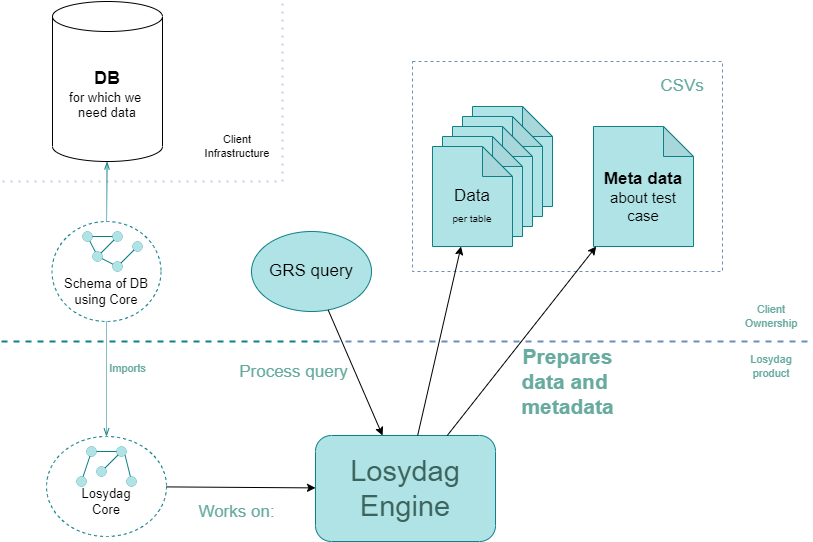 DB
for which we
need data
Client
Infrastructure
CSVs
Data
per table
Meta data
about test
case
GRS query
Schema of DB
using Core
Client
Ownership
Losydag
product
Imports
Process query
Prepares
data and
metadata
Losydag
Core
Works on:
Losydag
Engine